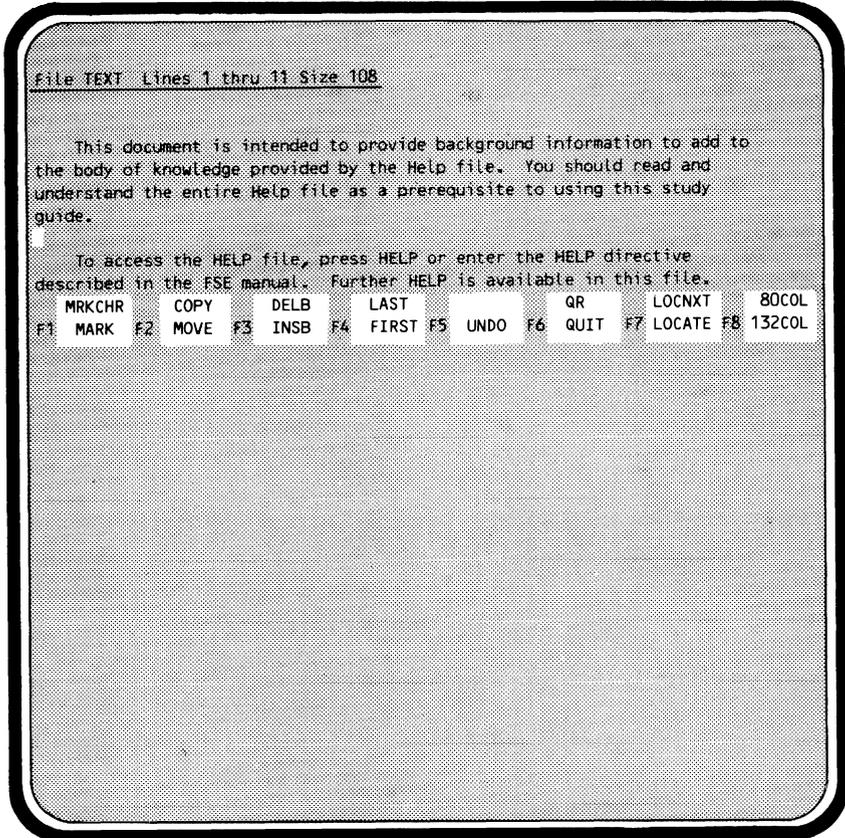 File TEXT  Lines 1 thru 11 Size 108
This document is intended to provide background information to add to
the body of knowledge provided by the Help file.  You should read and
understand the entire Help file as a prerequisite to using this study
guide.
To access the HELP file, press HELP or enter the HELP directive
described in the FSE manual.  Further HELP is available in this file.
MRKCHR COPY DELB LAST QR LOCNXT 80COL
F1 MARK F2 MOVE F3 INSB F4 FIRST F5 UNDO F6 QUIT F7 LOCATE F8 132COL